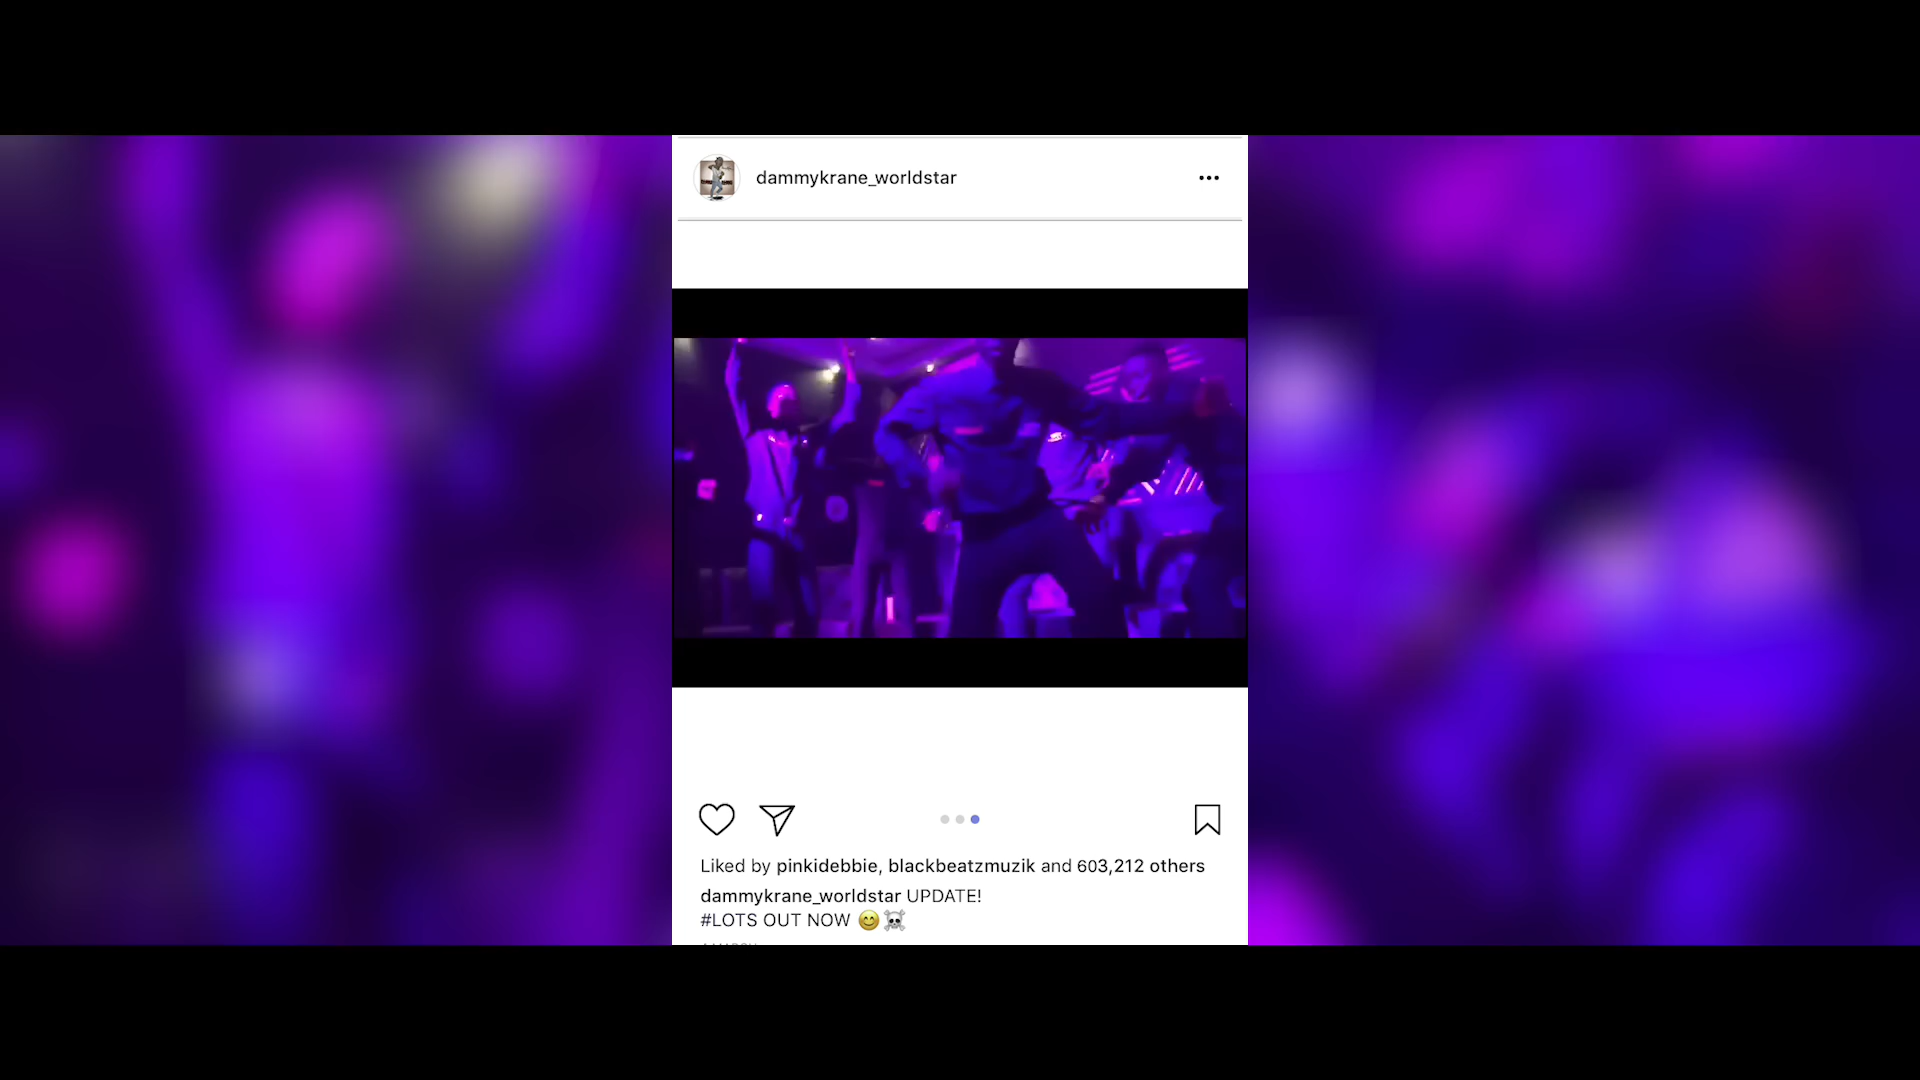 dammykrane_worldstar
Liked by pinkidebbie, blackbeatzmuzik and 603,212 others
dammykrane_worldstar UPDATE!
#LOTS OUT NOW 😊☠️